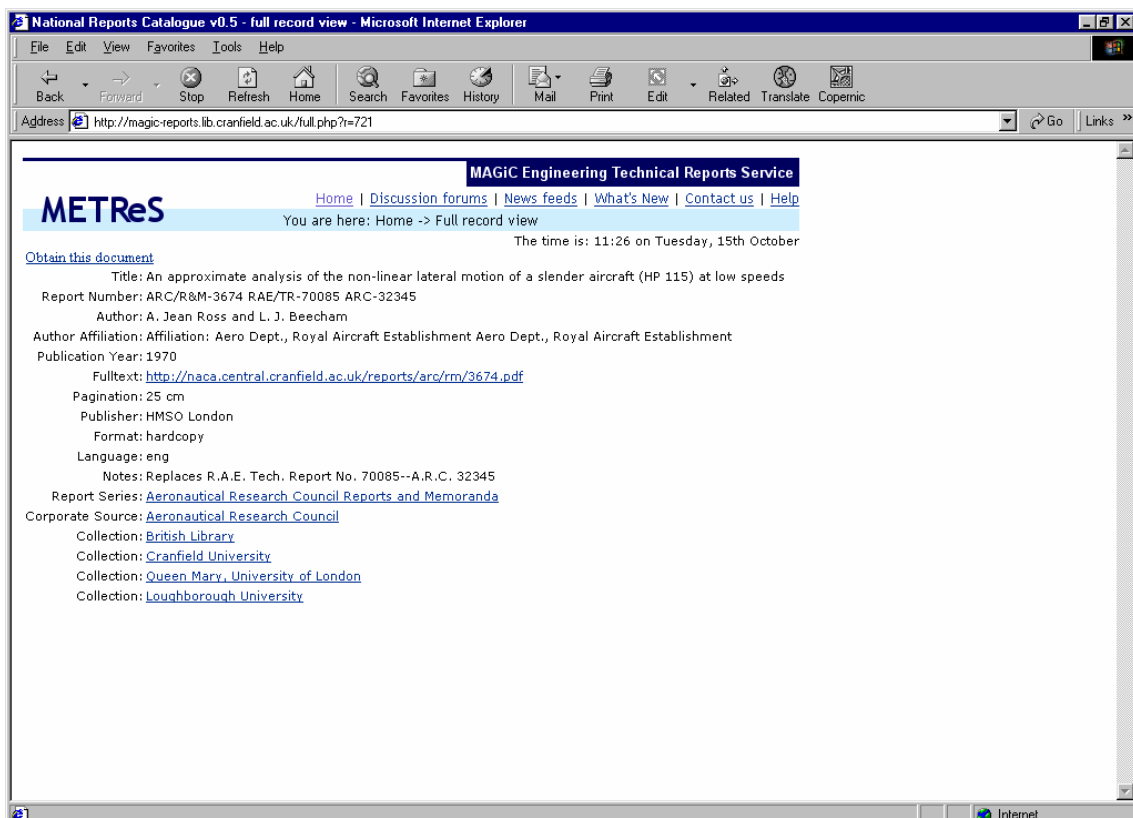 National Reports Catalogue v0.5 - full record view - Microsoft Internet Explorer
File Edit View Favorites Tools Help
Back Forward Stop Refresh Home Search Favorites History Mail Print Edit Related Translate Copernic
Address http://magic-reports.lib.cranfield.ac.uk/full.php?r=721 Go Links »
MAGiC Engineering Technical Reports Service
METReS
Home | Discussion forums | News feeds | What's New | Contact us | Help
You are here: Home -> Full record view
The time is: 11:26 on Tuesday, 15th October
Obtain this document
Title: An approximate analysis of the non-linear lateral motion of a slender aircraft (HP 115) at low speeds
Report Number: ARC/R&M-3674 RAE/TR-70085 ARC-32345
Author: A. Jean Ross and L. J. Beecham
Author Affiliation: Affiliation: Aero Dept., Royal Aircraft Establishment Aero Dept., Royal Aircraft Establishment
Publication Year: 1970
Fulltext: http://naca.central.cranfield.ac.uk/reports/arc/rm/3674.pdf
Pagination: 25 cm
Publisher: HMSO London
Format: hardcopy
Language: eng
Notes: Replaces R.A.E. Tech. Report No. 70085--A.R.C. 32345
Report Series: Aeronautical Research Council Reports and Memoranda
Corporate Source: Aeronautical Research Council
Collection: British Library
Collection: Cranfield University
Collection: Queen Mary, University of London
Collection: Loughborough University
Internet